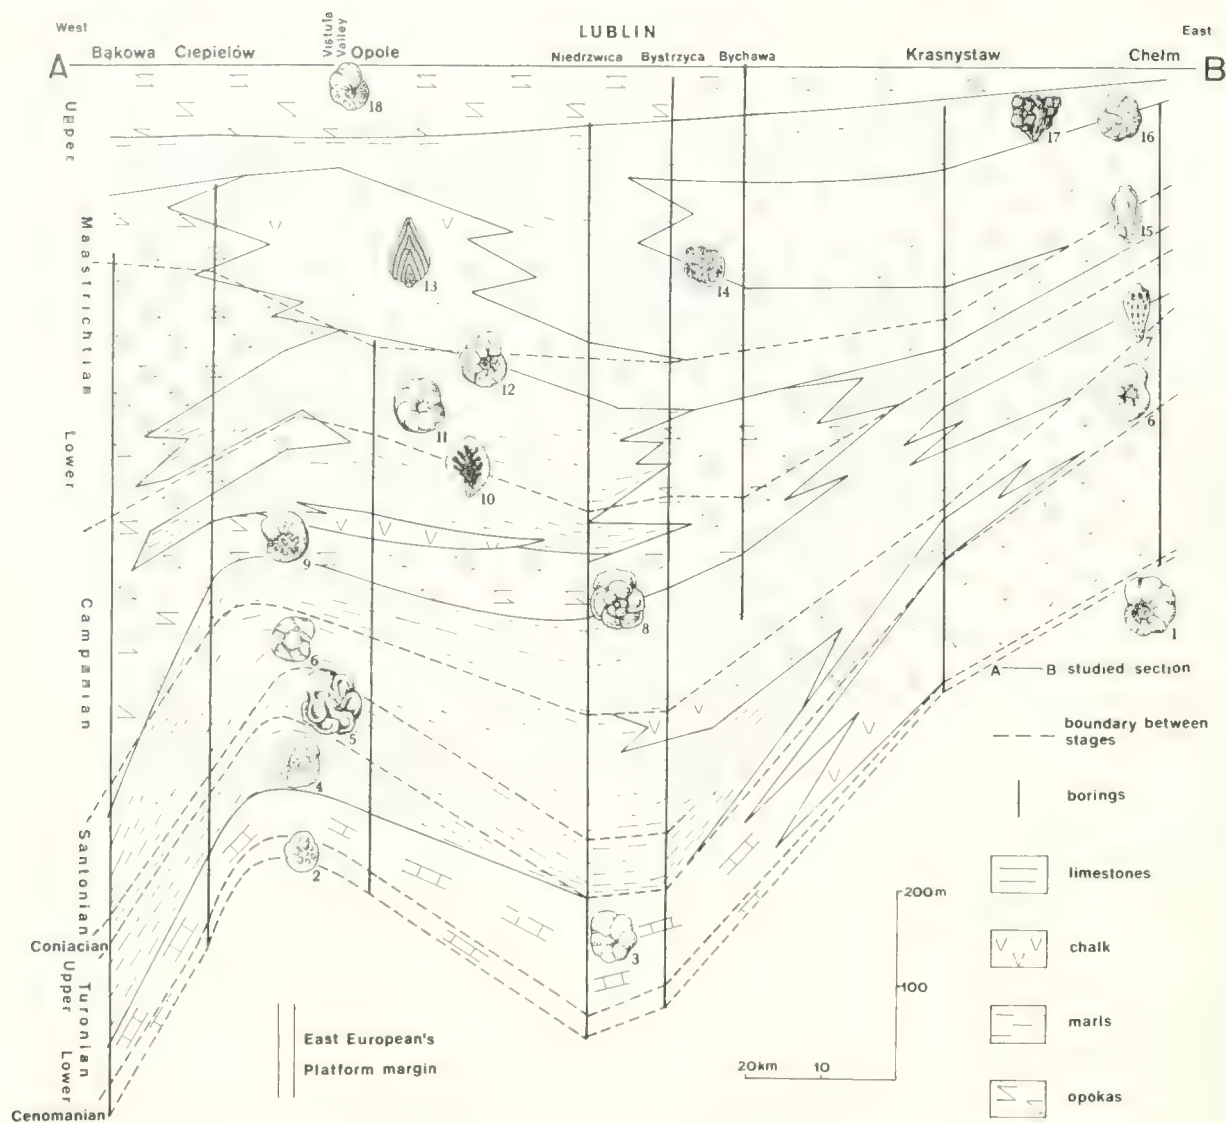 West
East
LUBLIN
Vistula
Valley
Bąkowa Ciepielów Opole Niedrzwica Bystrzyca Bychawa Krasnystaw Chełm
A
B
Upper
Maastrichtian
Lower
Campanian
Santonian
Coniacian
Upper
Turonian
Lower
Cenomanian
18
17
16
15
14
13
12
11
10
9
8
7
6
6
5
4
3
2
1
A B studied section
boundary between
stages
borings
limestones
chalk
marls
opokas
200m
100
20km 10
East European's
Platform margin